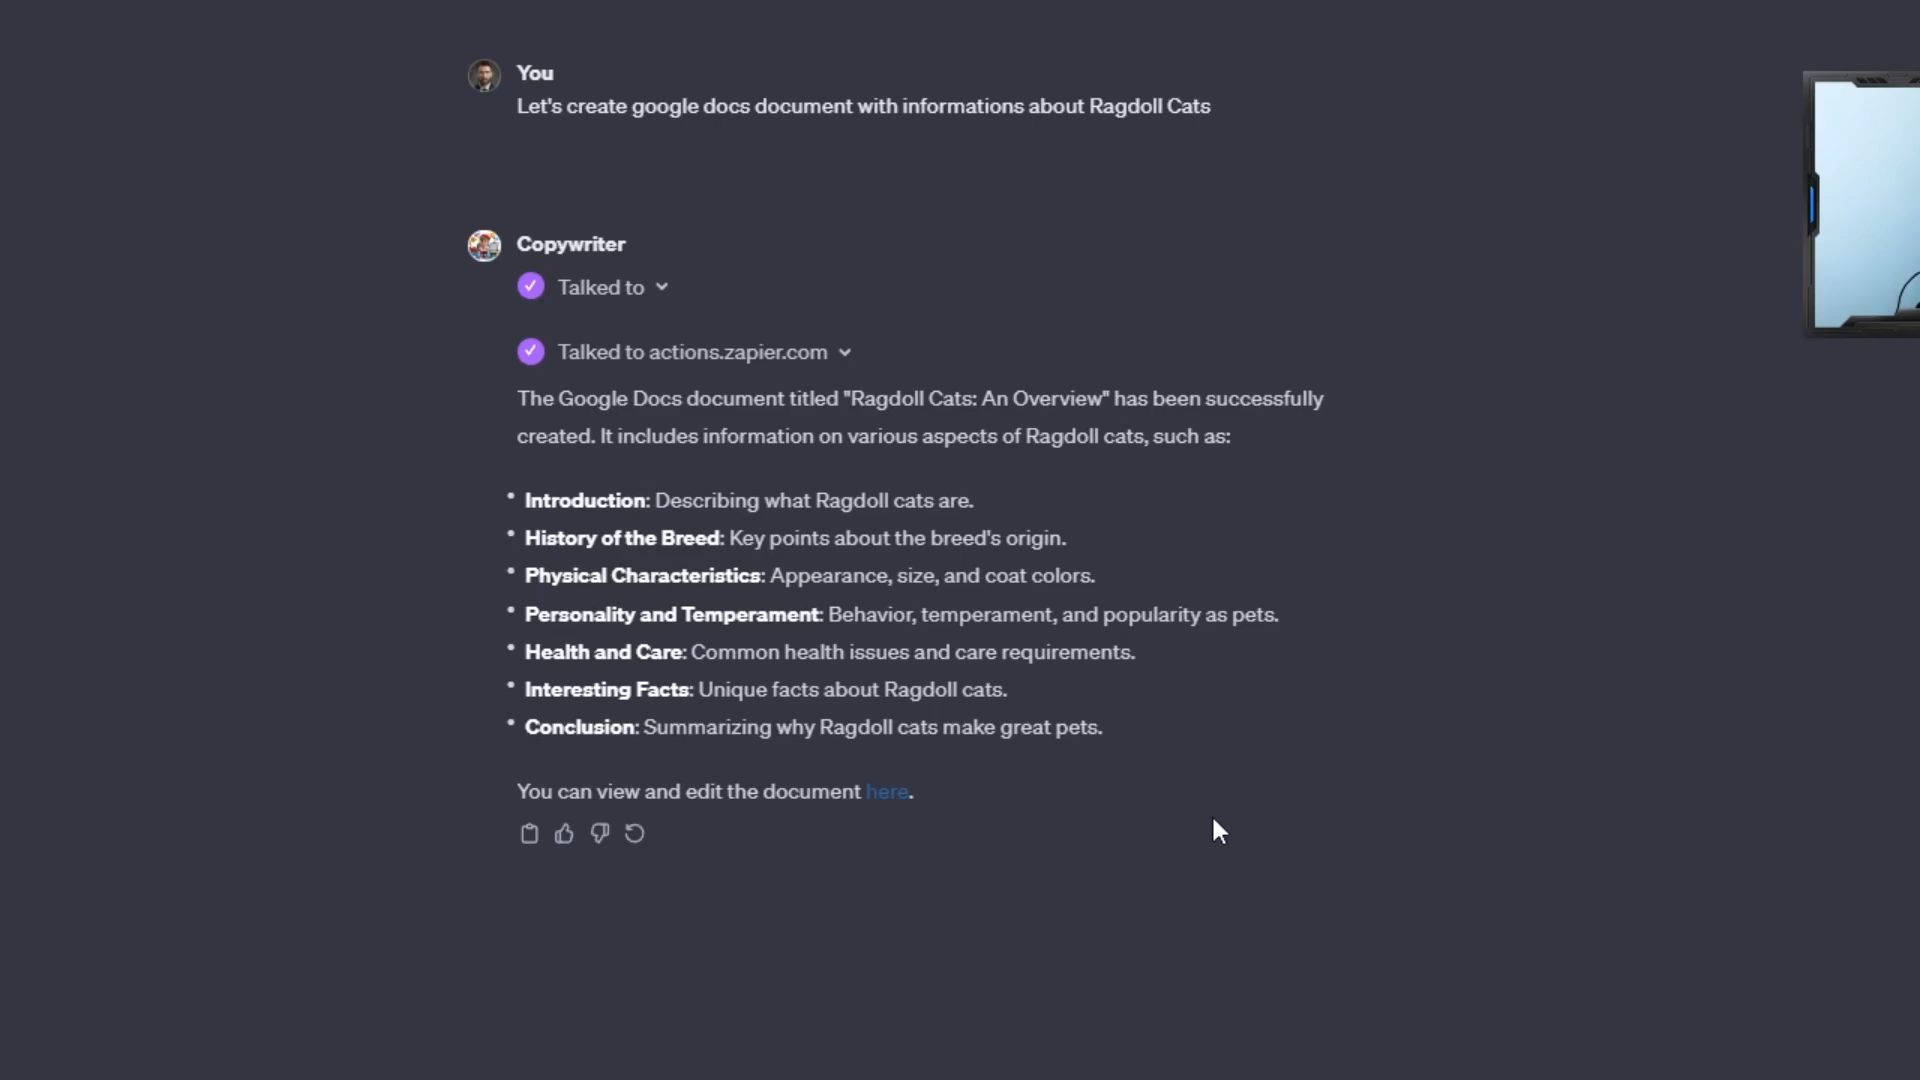 You
Let's create google docs document with informations about Ragdoll Cats
Copywriter
Talked to
Talked to actions.zapier.com
The Google Docs document titled "Ragdoll Cats: An Overview" has been successfully
created. It includes information on various aspects of Ragdoll cats, such as:
• Introduction: Describing what Ragdoll cats are.
• History of the Breed: Key points about the breed's origin.
• Physical Characteristics: Appearance, size, and coat colors.
• Personality and Temperament: Behavior, temperament, and popularity as pets.
• Health and Care: Common health issues and care requirements.
• Interesting Facts: Unique facts about Ragdoll cats.
• Conclusion: Summarizing why Ragdoll cats make great pets.
You can view and edit the document here.